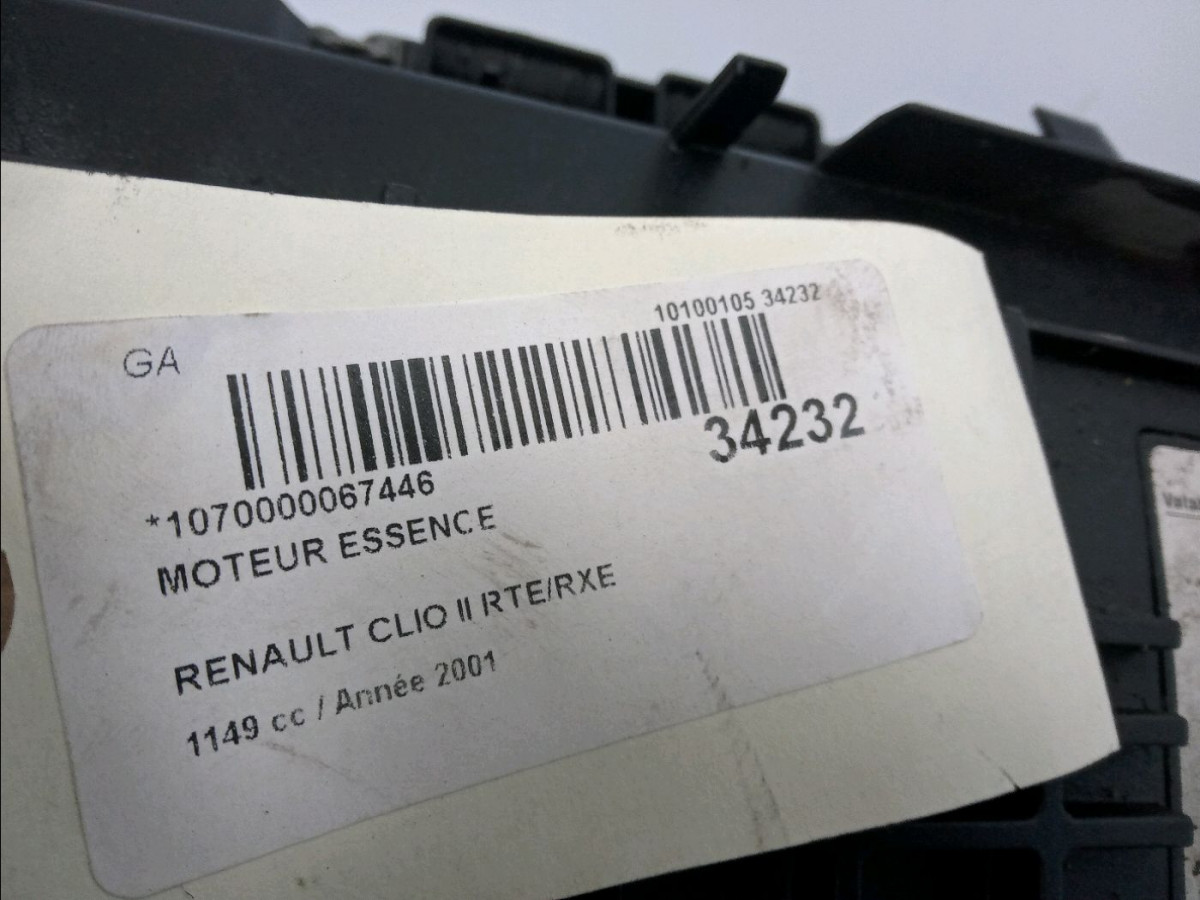 GA
10100105 34232
34232
*1070000067446
MOTEUR ESSENCE
RENAULT CLIO II RTE/RXE
1149 cc / Année 2001